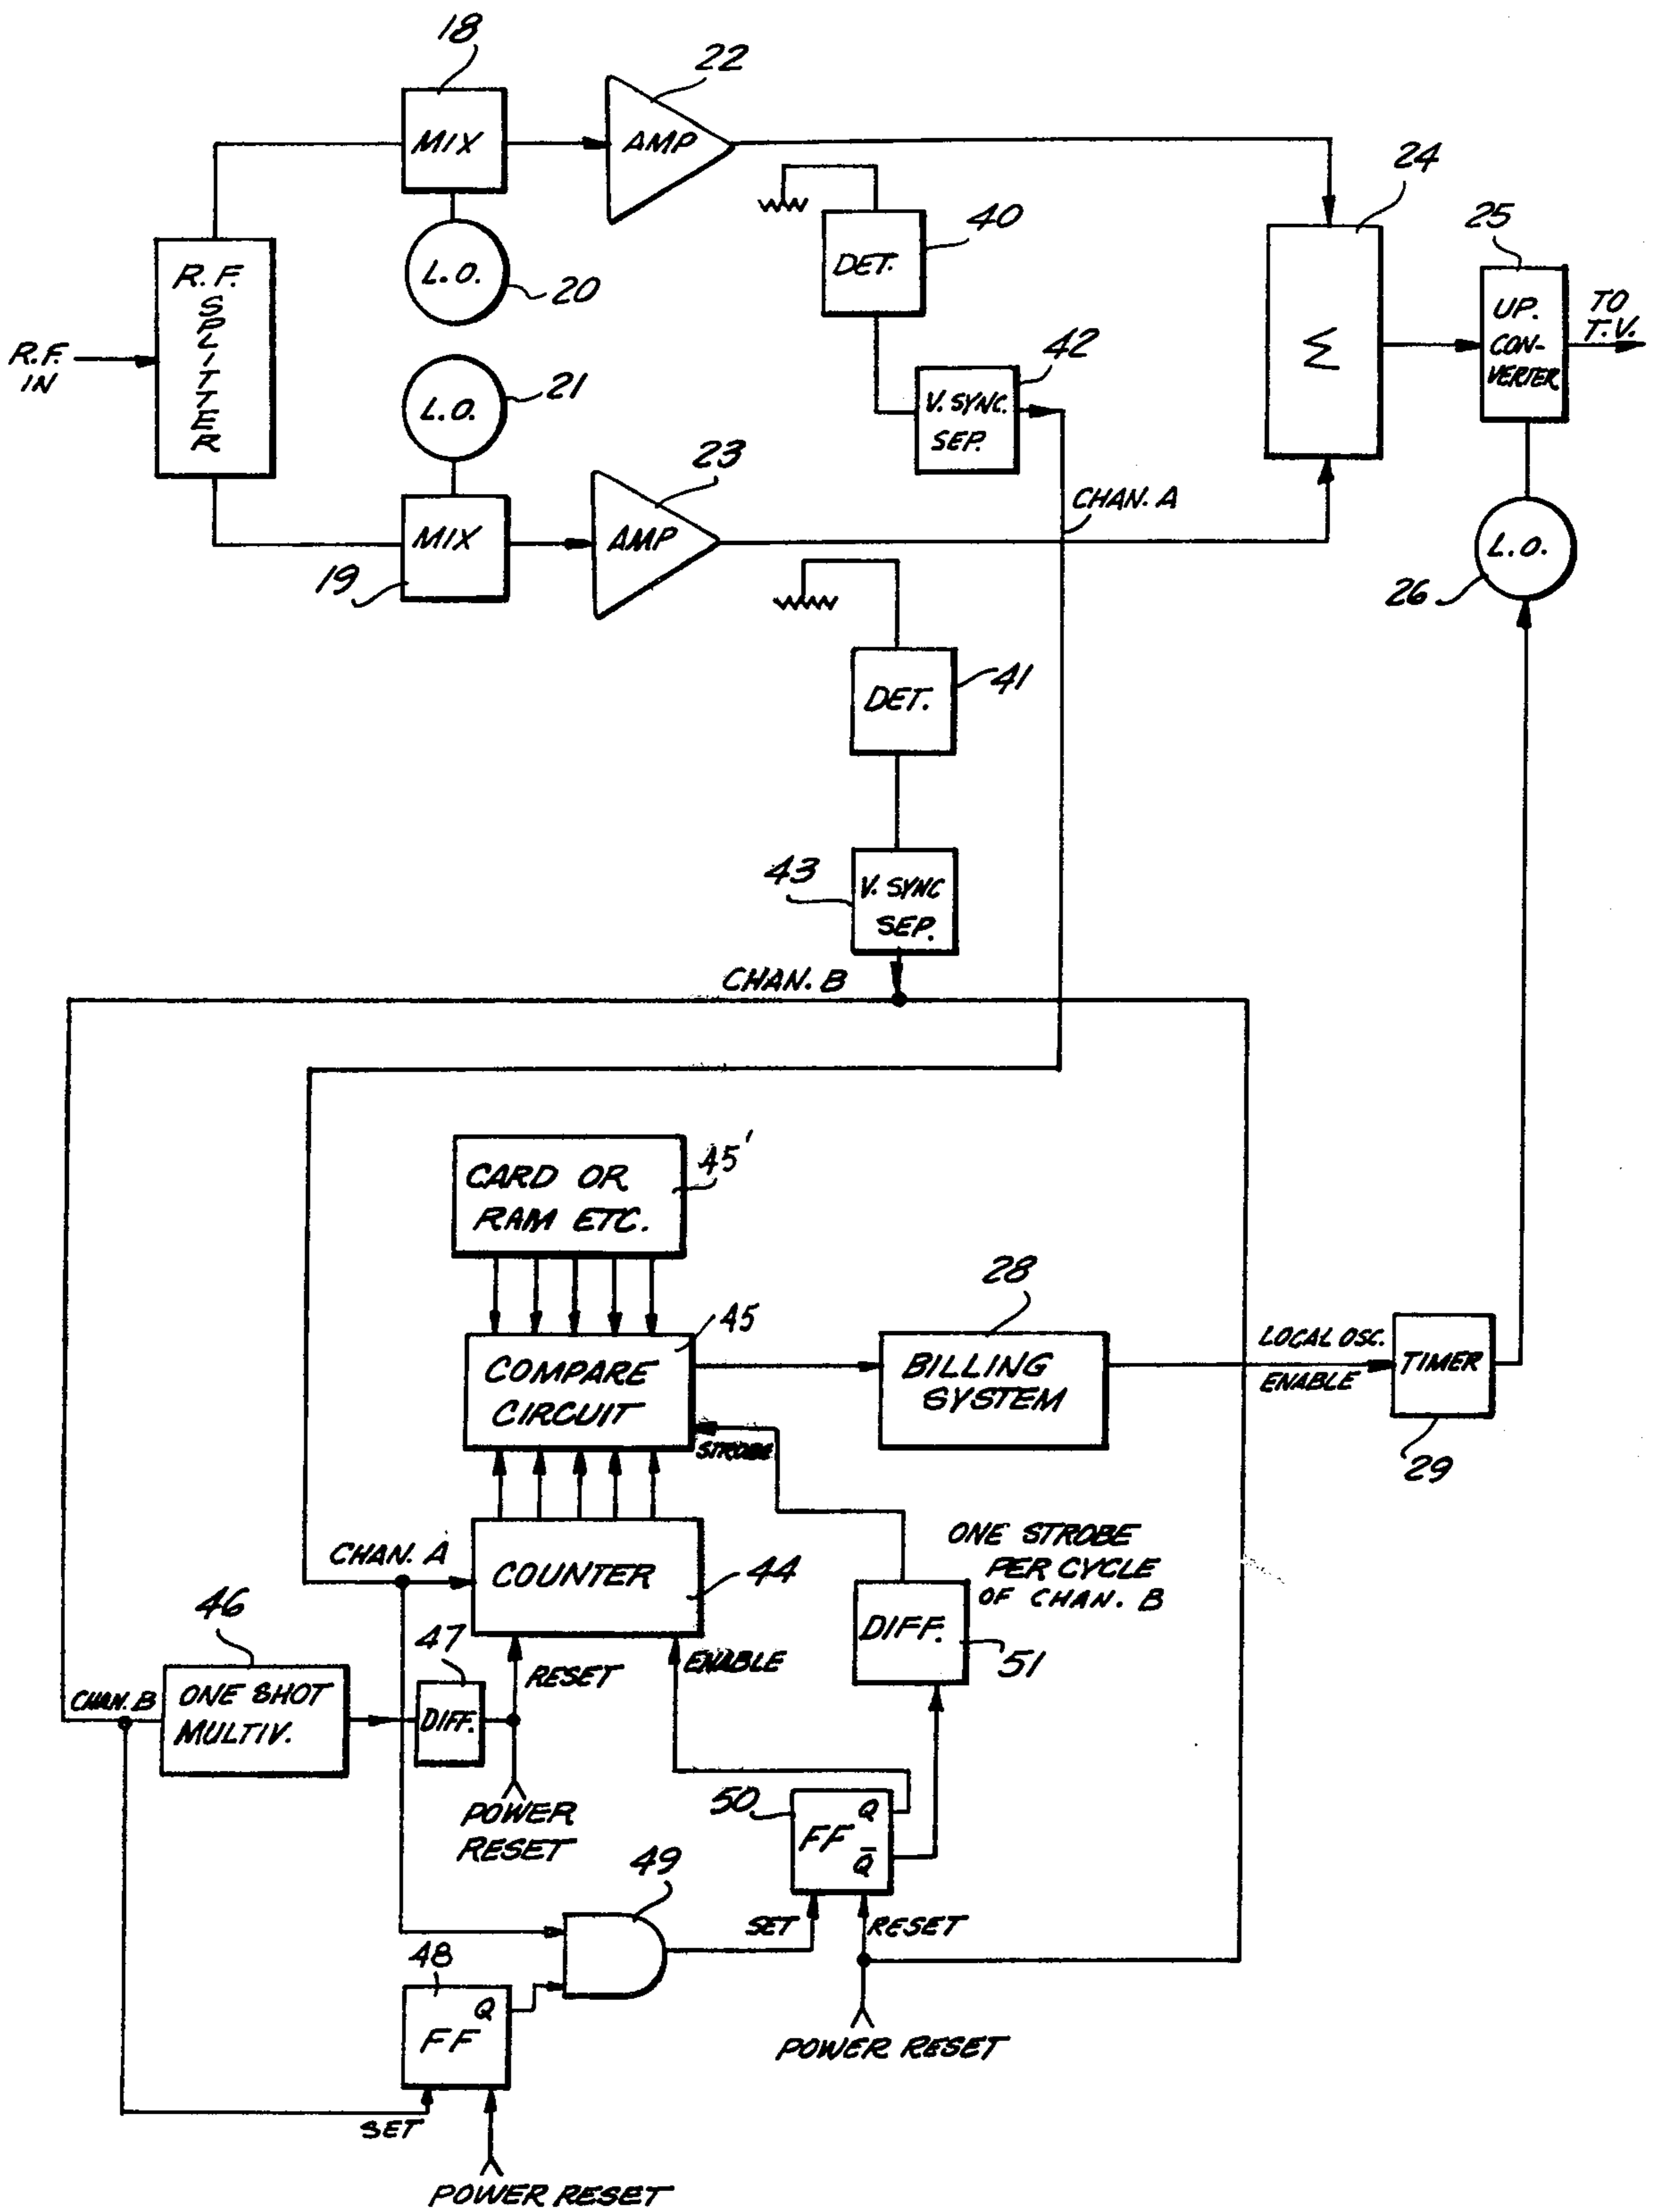 18
22
MIX
AMP
24
R.F.
SPLITTER
L.O.
20
DET.
40
25
UP.
CON-
VERTER
TO
T.V.
R.F.
IN
L.O.
21
V. SYNC.
SEP.
42
Σ
23
CHAN. A
MIX
AMP
19
L.O.
26
DET.
41
43
V. SYNC
SEP.
CHAN. B
CARD OR
RAM ETC.
45'
45
28
COMPARE
CIRCUIT
BILLING
SYSTEM
LOCAL OSC.
ENABLE
TIMER
29
STROBE
CHAN. A
COUNTER
44
ONE STROBE
PER CYCLE
OF CHAN. B
46
47
DIFF.
51
RESET
ENABLE
CHAN. B
ONE SHOT
MULTIV.
DIFF.
POWER
RESET
50
FF
Q
Q̅
49
SET
RESET
48
Q
FF
POWER RESET
SET
POWER RESET